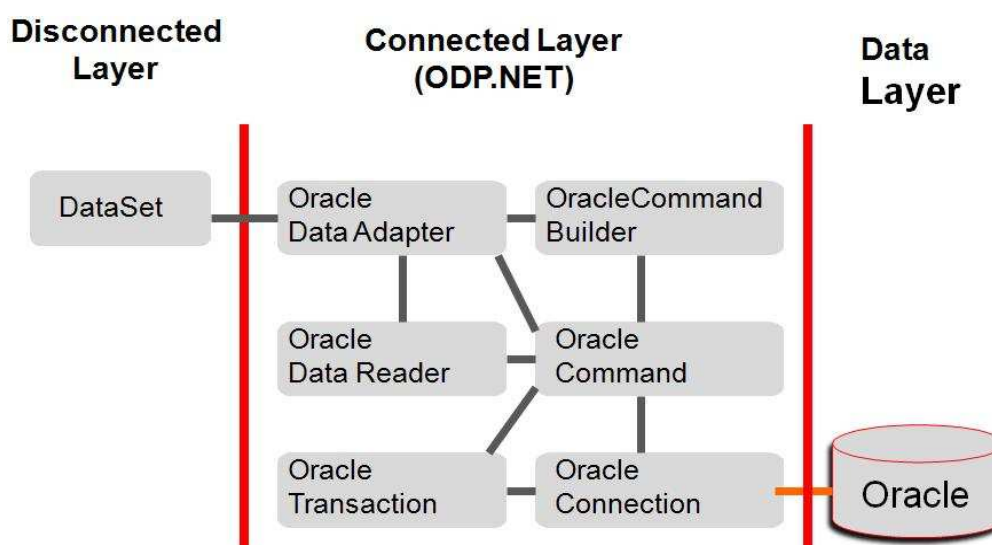 Disconnected
Layer
Connected Layer
(ODP.NET)
Data
Layer
DataSet
Oracle
Data Adapter
OracleCommand
Builder
Oracle
Data Reader
Oracle
Command
Oracle
Transaction
Oracle
Connection
Oracle